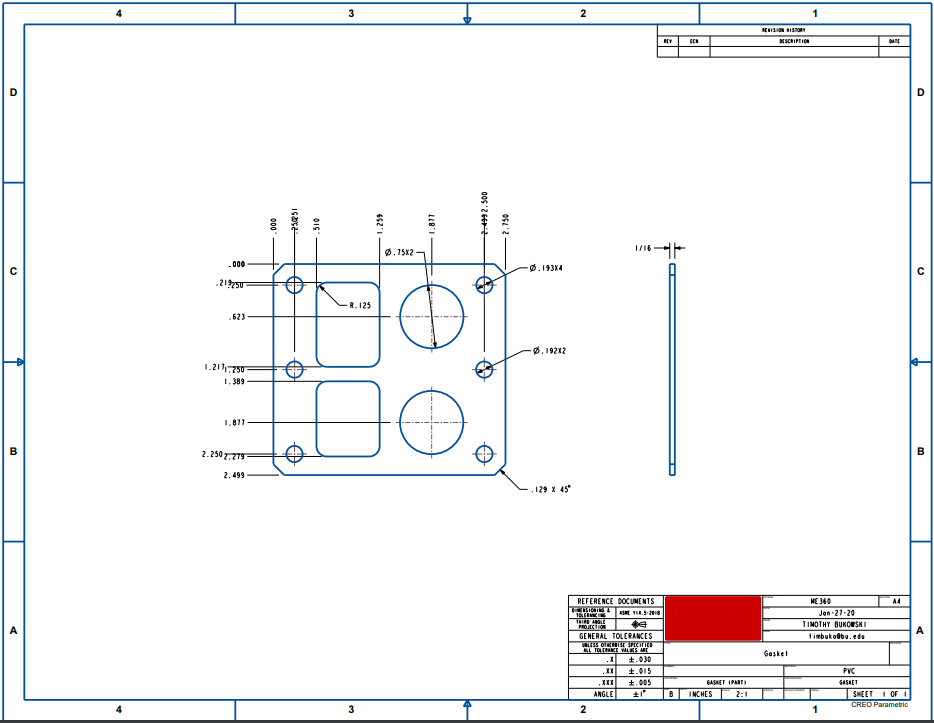 4 3 2 1
REVISION HISTORY
REV ECN DESCRIPTION DATE
D D
.000 .251 .510 1.259 1.877 2.500 2.750
Ø.75X2
1/16
.000
Ø.193X4
C C
.219
.250
R.125
.623
Ø.192X2
1.217 1.250
1.389
1.877
B B
2.250 2.279
2.499
.129 X 45°
REFERENCE DOCUMENTS ME360 A4
DIMENSIONING & TOLERANCING ASME Y14.5-2018 Jan-27-20
THIRD ANGLE PROJECTION TIMOTHY BUKOWSKI
A A
GENERAL TOLERANCES timbuko@bu.edu
UNLESS OTHERWISE SPECIFIED
ALL TOLERANCE VALUES ARE
Gasket
.X ±.030
.XX ±.015 PVC
.XXX ±.005 GASKET (PART) GASKET
ANGLE ±1° B INCHES 2:1 SHEET 1 OF 1
CREO Parametric
4 3 2 1